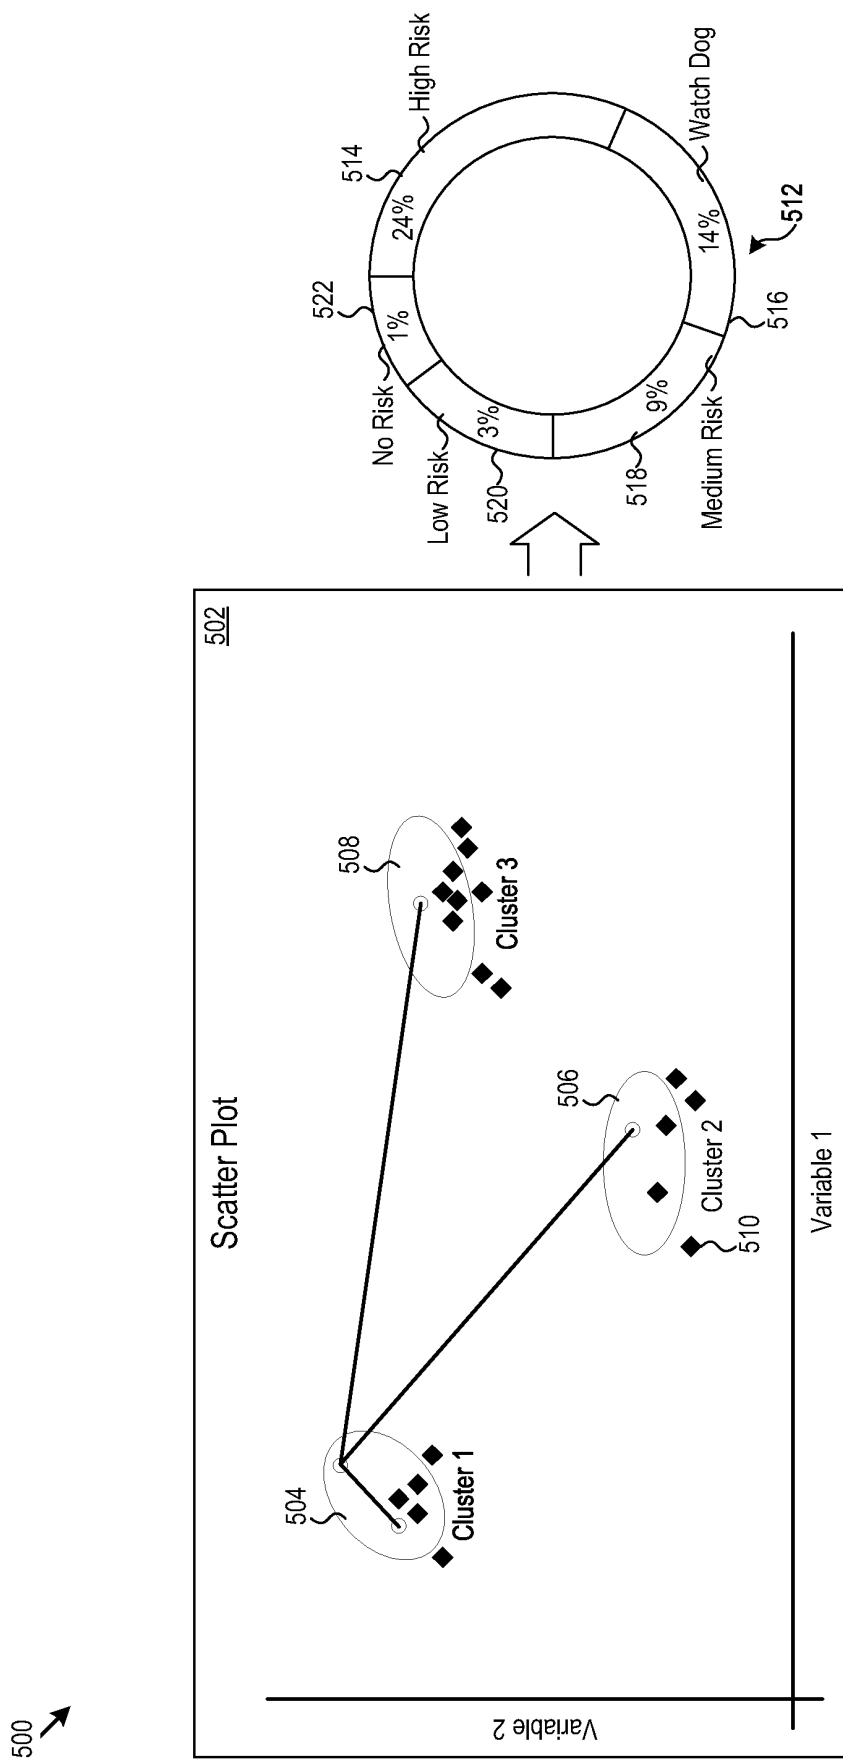 500
502
Scatter Plot
504
Cluster 1
506
Cluster 2
510
508
Cluster 3
Variable 2
Variable 1
512
514
24%
High Risk
14%
Watch Dog
516
9%
518
Medium Risk
3%
520
Low Risk
1%
522
No Risk